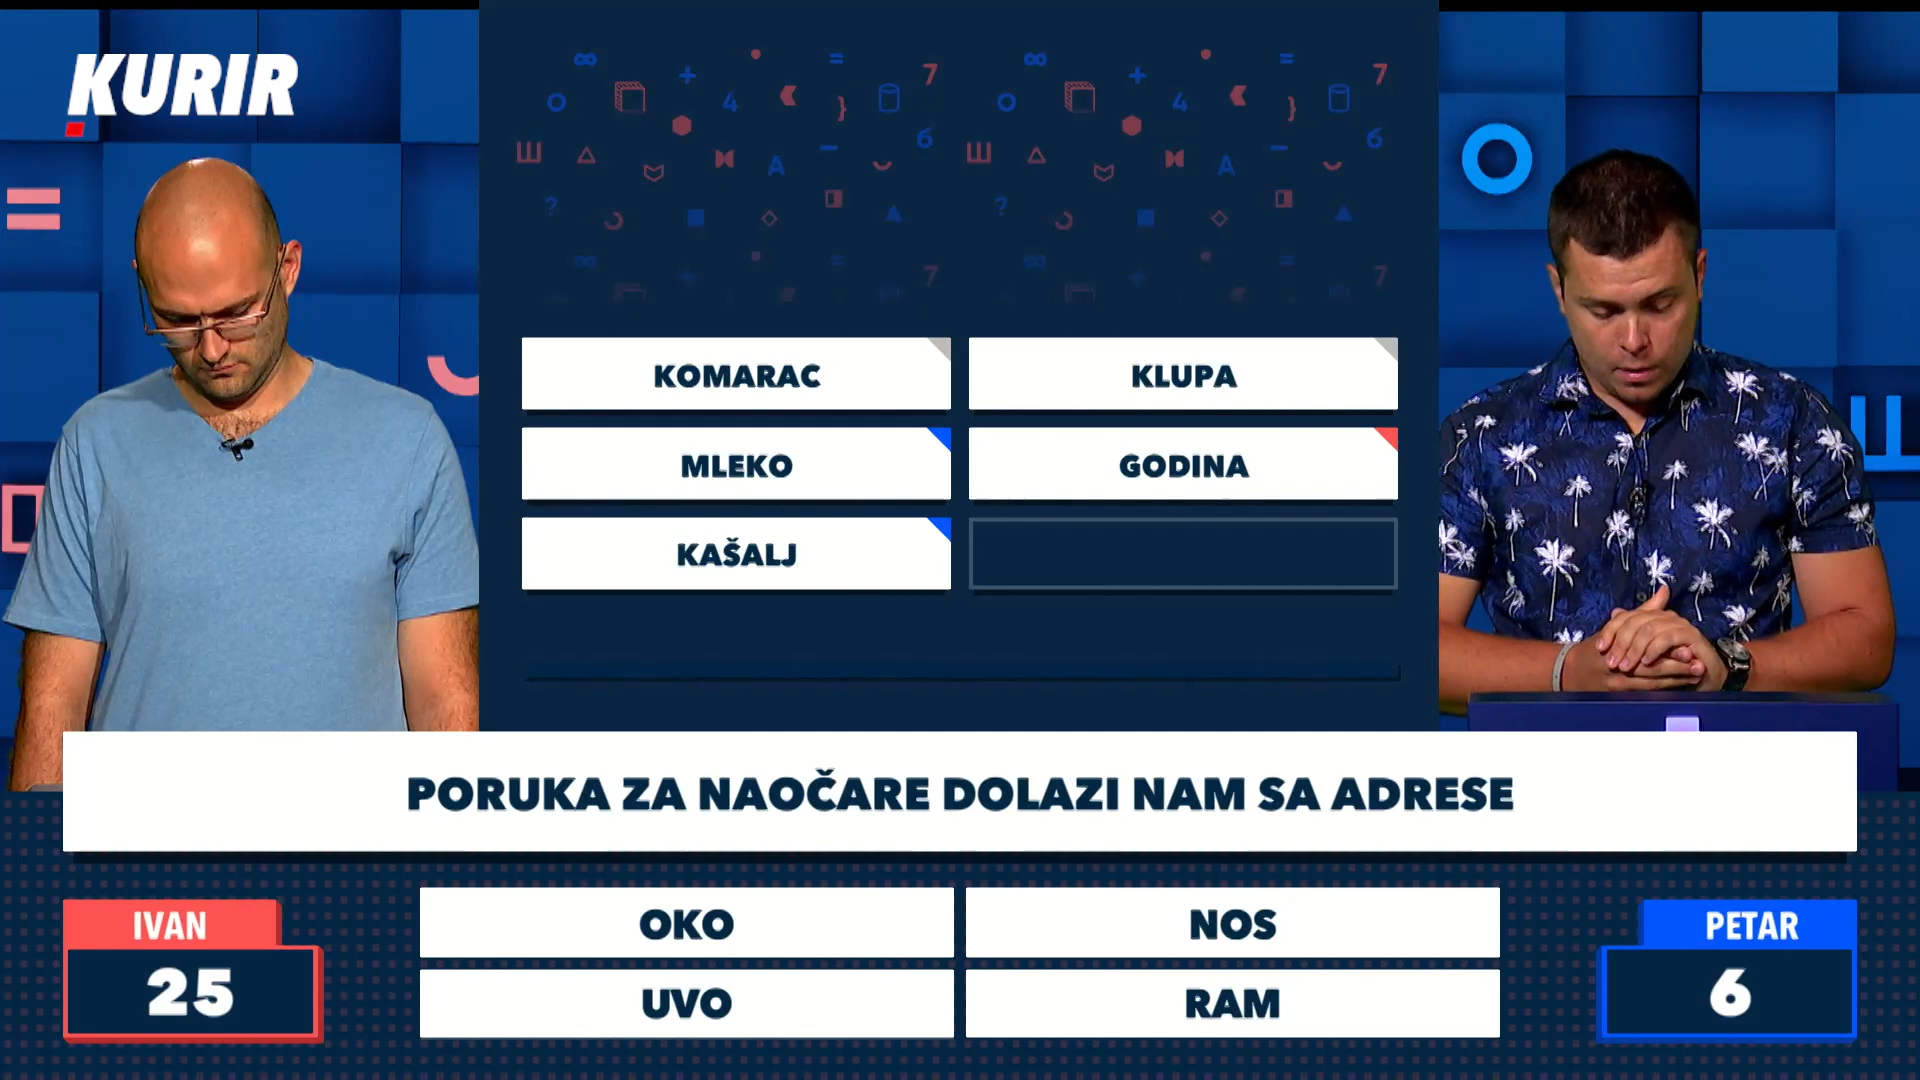 KURIR
KOMARAC
KLUPA
MLEKO
GODINA
KAŠALJ
PORUKA ZA NAOČARE DOLAZI NAM SA ADRESE
IVAN
25
OKO
NOS
UVO
RAM
PETAR
6